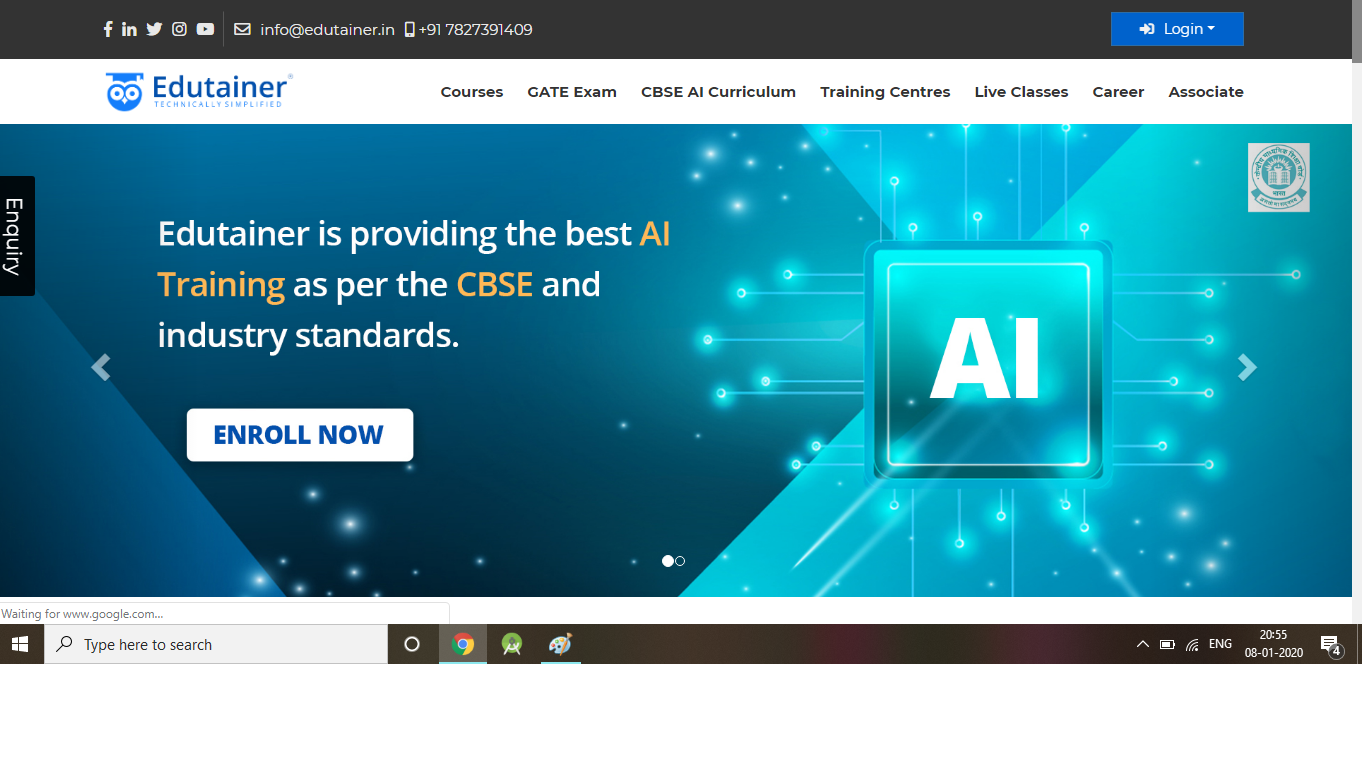 info@edutainer.in +91 7827391409 Login
Edutainer®
TECHNICALLY SIMPLIFIED
Courses GATE Exam CBSE AI Curriculum Training Centres Live Classes Career Associate
Enquiry
Edutainer is providing the best AI
Training as per the CBSE and
industry standards.
AI
ENROLL NOW
भारत
Waiting for www.google.com...
Type here to search
ENG
20:55
08-01-2020
4